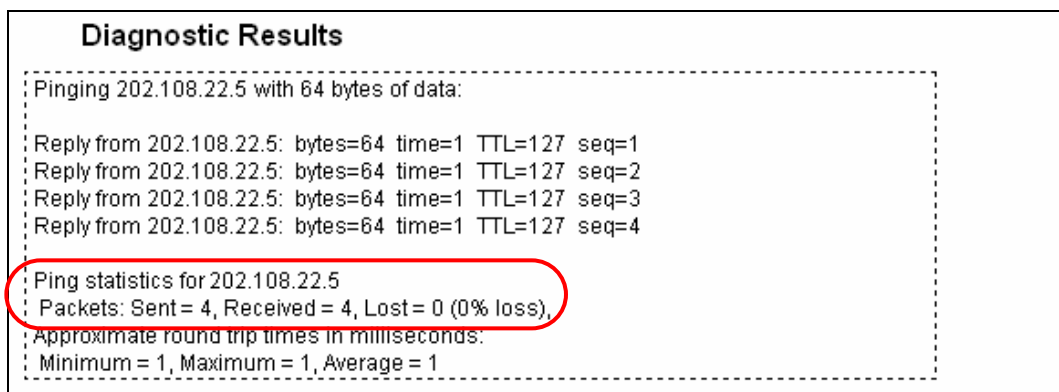 Diagnostic Results
Pinging 202.108.22.5 with 64 bytes of data:
Reply from 202.108.22.5: bytes=64 time=1 TTL=127 seq=1
Reply from 202.108.22.5: bytes=64 time=1 TTL=127 seq=2
Reply from 202.108.22.5: bytes=64 time=1 TTL=127 seq=3
Reply from 202.108.22.5: bytes=64 time=1 TTL=127 seq=4
Ping statistics for 202.108.22.5
Packets: Sent = 4, Received = 4, Lost = 0 (0% loss),
Approximate round trip times in milliseconds:
Minimum = 1, Maximum = 1, Average = 1